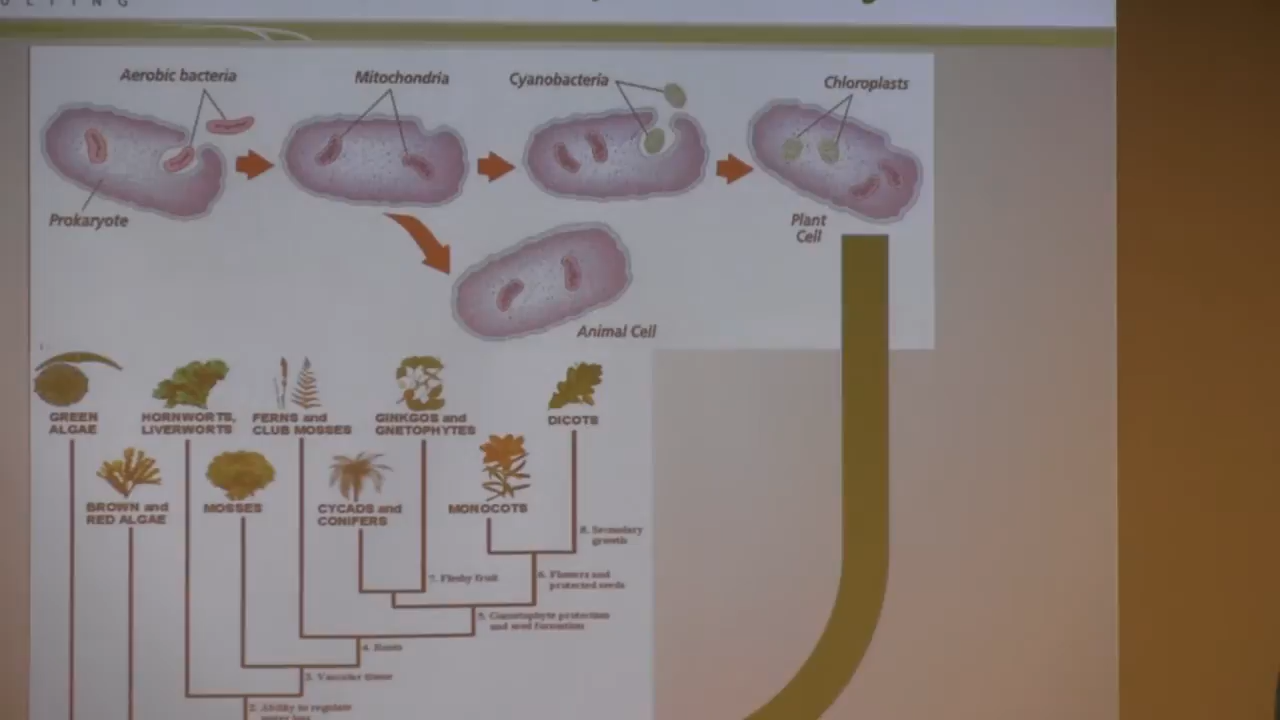 U L T I N G
Aerobic bacteria
Mitochondria
Cyanobacteria
Chloroplasts
Prokaryote
Plant
Cell
Animal Cell
GREEN
ALGAE
HORNWORTS,
LIVERWORTS
FERNS and
CLUB MOSSES
GINKGOS and
GNETOPHYTES
DICOTS
BROWN and
RED ALGAE
MOSSES
CYCADS and
CONIFERS
MONOCOTS
8. Secondary
growth
7. Fleshy fruit
6. Flowers and
protected seeds
5. Gametophyte protection
and seed formation
4. Roots
3. Vascular tissue
2. Ability to regulate
water loss